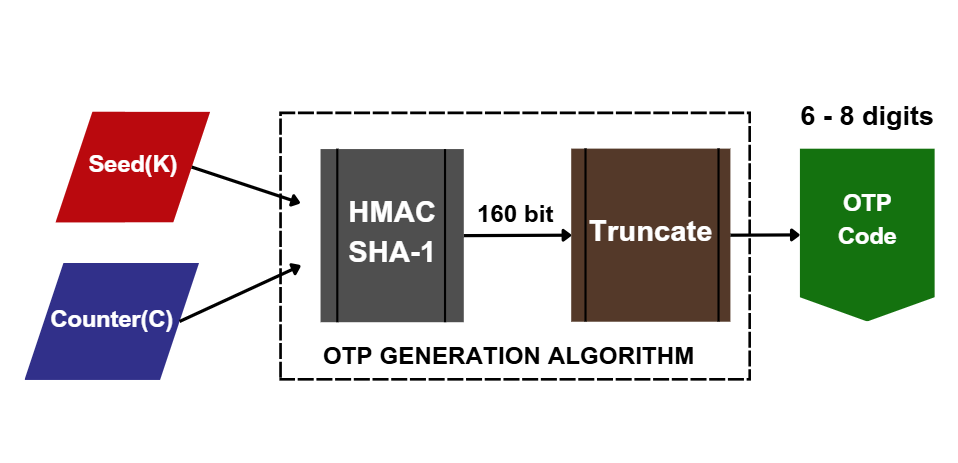 6 - 8 digits
Seed(K)
Counter(C)
HMAC
SHA-1
160 bit
Truncate
OTP
Code
OTP GENERATION ALGORITHM